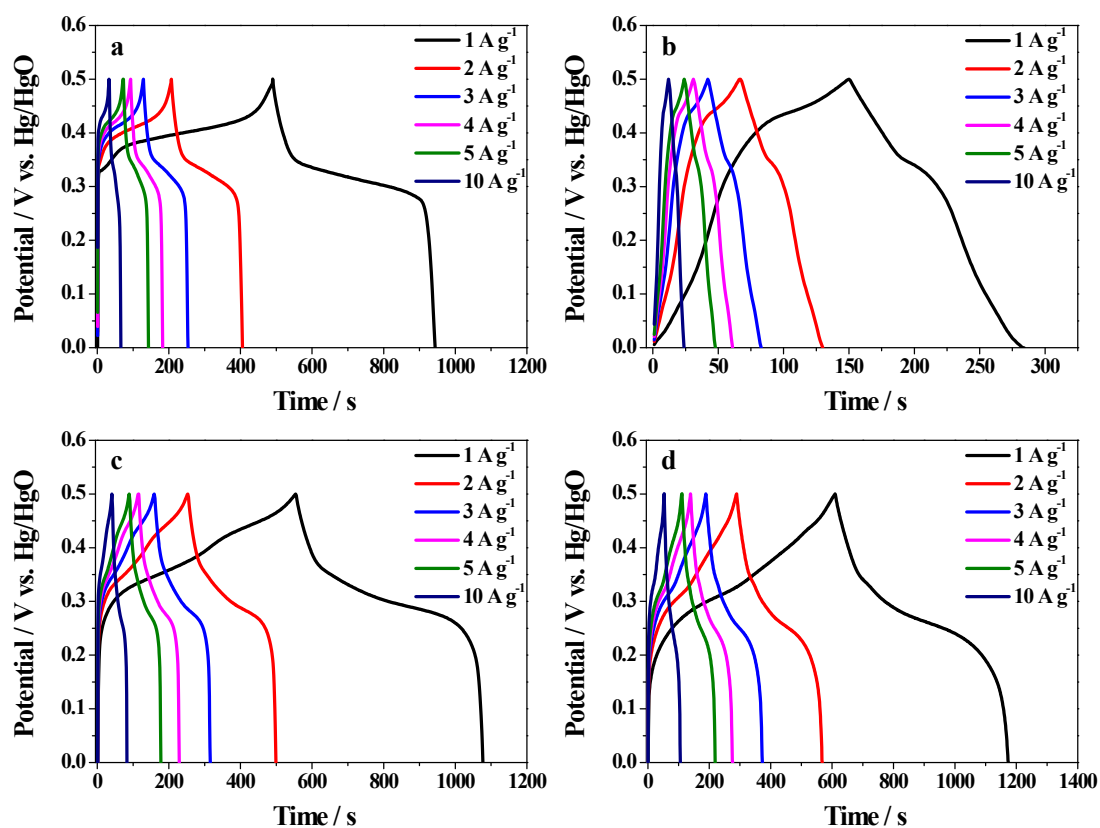 a
0.6
0.5
0.4
0.3
0.2
0.1
0.0
Potential / V vs. Hg/HgO
1 A g⁻¹
2 A g⁻¹
3 A g⁻¹
4 A g⁻¹
5 A g⁻¹
10 A g⁻¹
0 200 400 600 800 1000 1200
Time / s
b
0.6
0.5
0.4
0.3
0.2
0.1
0.0
Potential / V vs. Hg/HgO
1 A g⁻¹
2 A g⁻¹
3 A g⁻¹
4 A g⁻¹
5 A g⁻¹
10 A g⁻¹
0 50 100 150 200 250 300
Time / s
c
0.6
0.5
0.4
0.3
0.2
0.1
0.0
Potential / V vs. Hg/HgO
1 A g⁻¹
2 A g⁻¹
3 A g⁻¹
4 A g⁻¹
5 A g⁻¹
10 A g⁻¹
0 200 400 600 800 1000 1200
Time / s
d
0.6
0.5
0.4
0.3
0.2
0.1
0.0
Potential / V vs. Hg/HgO
1 A g⁻¹
2 A g⁻¹
3 A g⁻¹
4 A g⁻¹
5 A g⁻¹
10 A g⁻¹
0 200 400 600 800 1000 1200 1400
Time / s